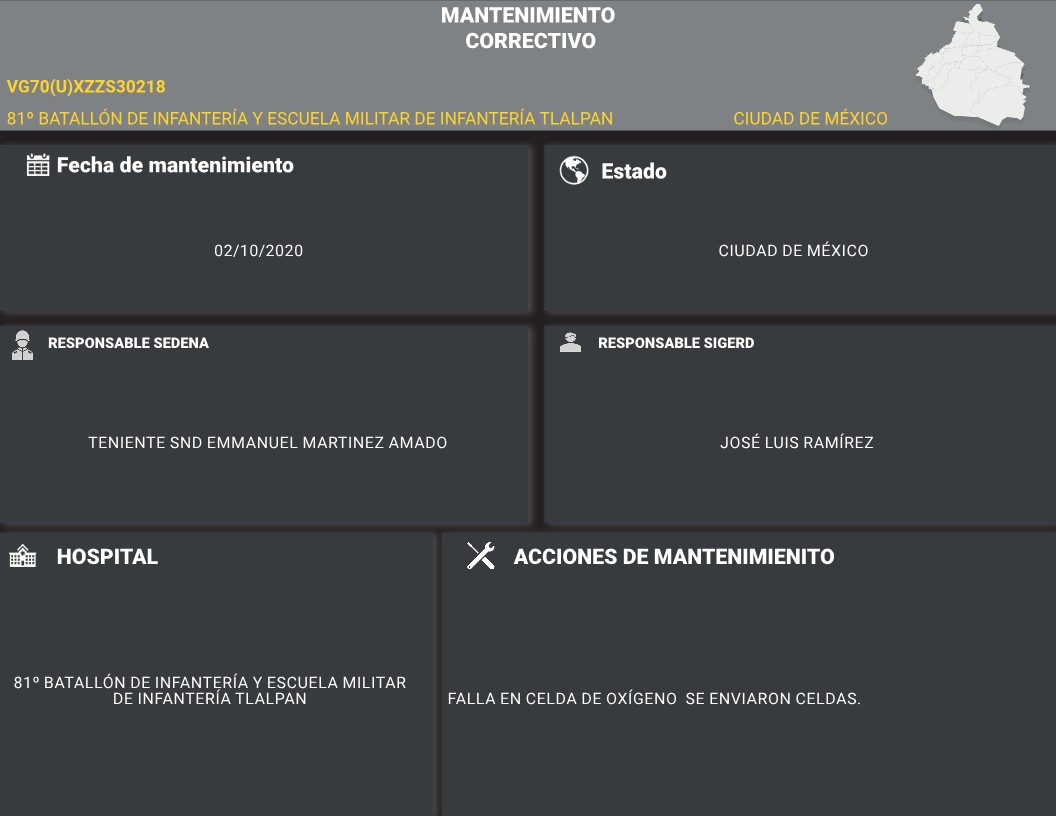 MANTENIMIENTO
CORRECTIVO
VG70(U)XZZS30218
81º BATALLÓN DE INFANTERÍA Y ESCUELA MILITAR DE INFANTERÍA TLALPAN CIUDAD DE MÉXICO
Fecha de mantenimiento
02/10/2020
Estado
CIUDAD DE MÉXICO
RESPONSABLE SEDENA
TENIENTE SND EMMANUEL MARTINEZ AMADO
RESPONSABLE SIGERD
JOSÉ LUIS RAMÍREZ
HOSPITAL
81º BATALLÓN DE INFANTERÍA Y ESCUELA MILITAR
DE INFANTERÍA TLALPAN
ACCIONES DE MANTENIMIENITO
FALLA EN CELDA DE OXÍGENO  SE ENVIARON CELDAS.